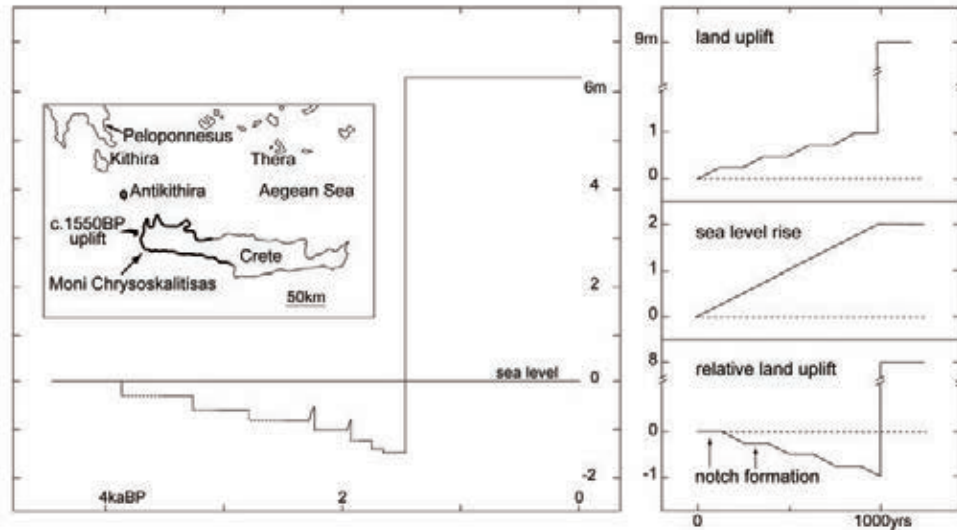 Peloponnesus
Kithira
Thera
Antikithira
Aegean Sea
c.1550BP
uplift
Crete
Moni Chrysoskalitisas
50km
6m
4
2
sea level
0
-2
4kaBP
2
0
land uplift
9m
1
0
sea level rise
2
1
0
relative land uplift
8
0
-1
notch formation
0
1000yrs